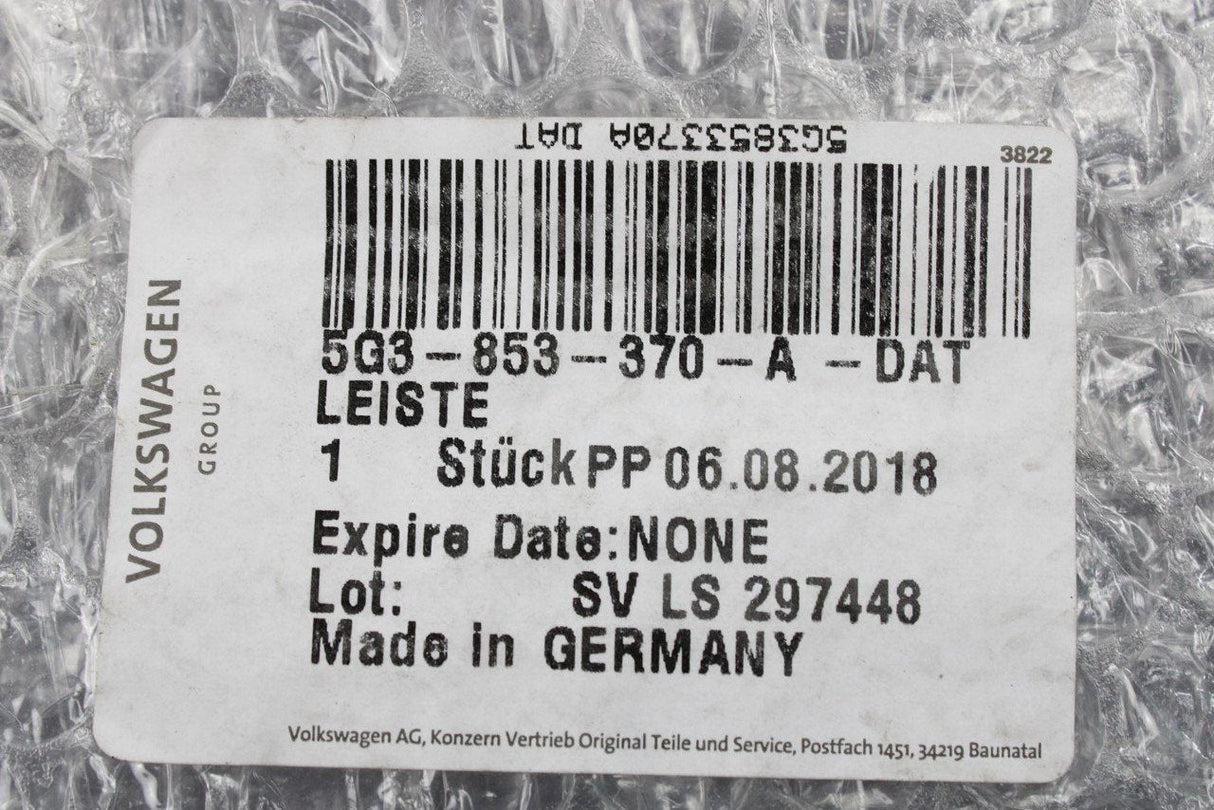 5G3853370A DAT
3822
5G3-853-370-A -DAT
LEISTE
1 Stück PP 06.08.2018
Expire Date:NONE
Lot: SV LS 297448
Made in GERMANY
VOLKSWAGEN
GROUP
Volkswagen AG, Konzern Vertrieb Original Teile und Service, Postfach 1451, 34219 Baunatal